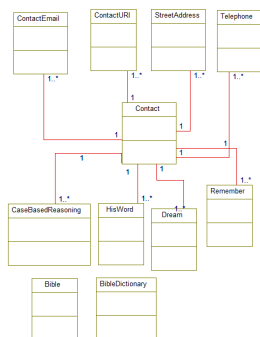 ContactEmail
ContactURI
StreetAddress
Telephone
1..*
1..*
1..*
1..*
1
Contact
1
1
1
1
1
1
1
1
1..*
1..*
1..*
1..*
CaseBasedReasoning
HisWord
Dream
Remember
Bible
BibleDictionary